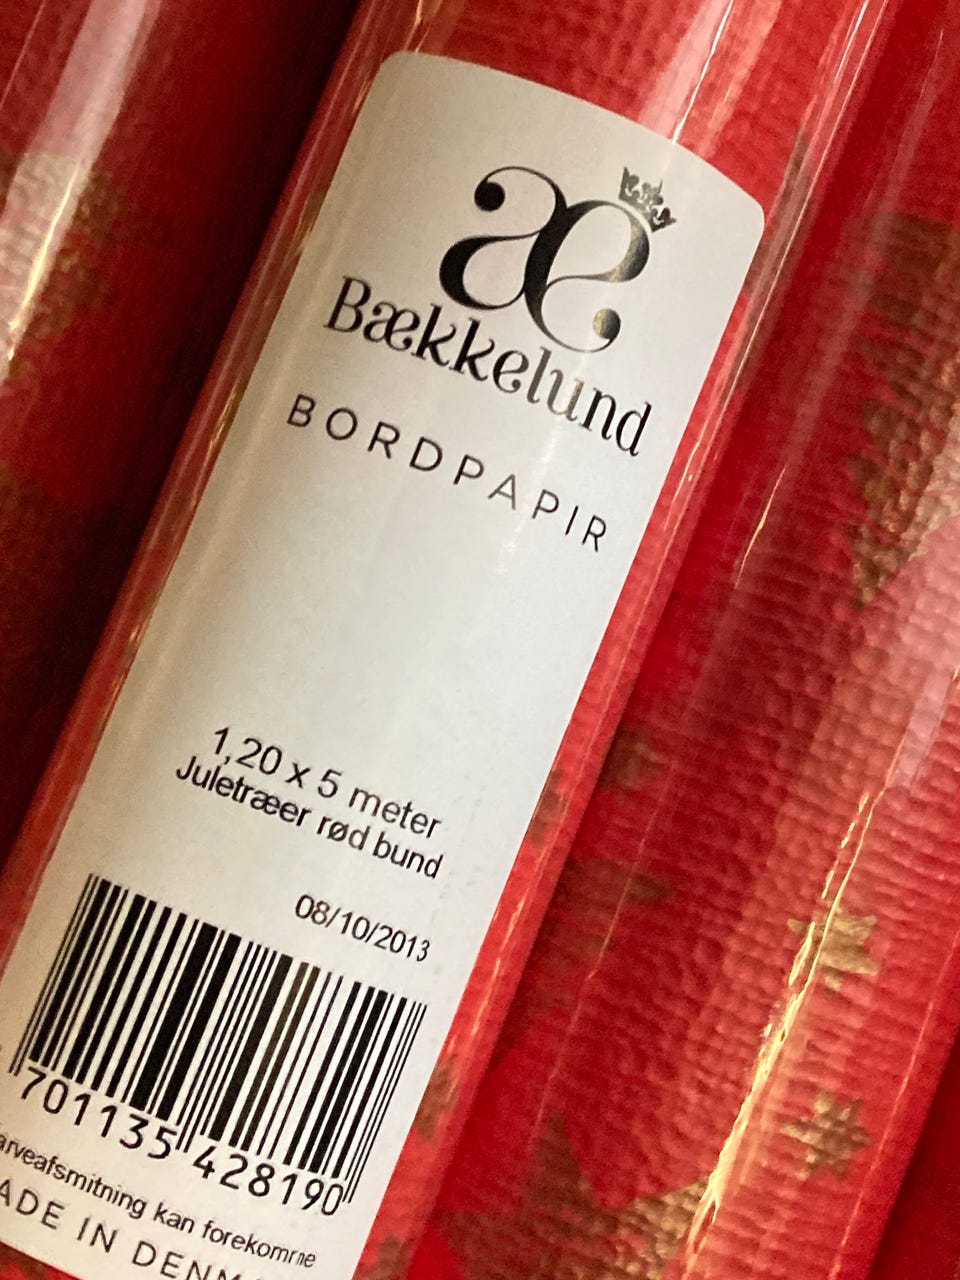 æ
Bækkelund
BORDPAPIR
1,20 x 5 meter
Juletræer rød bund
08/10/2013
701135 428190
arveafsmitning kan forekomme
ADE IN DENM